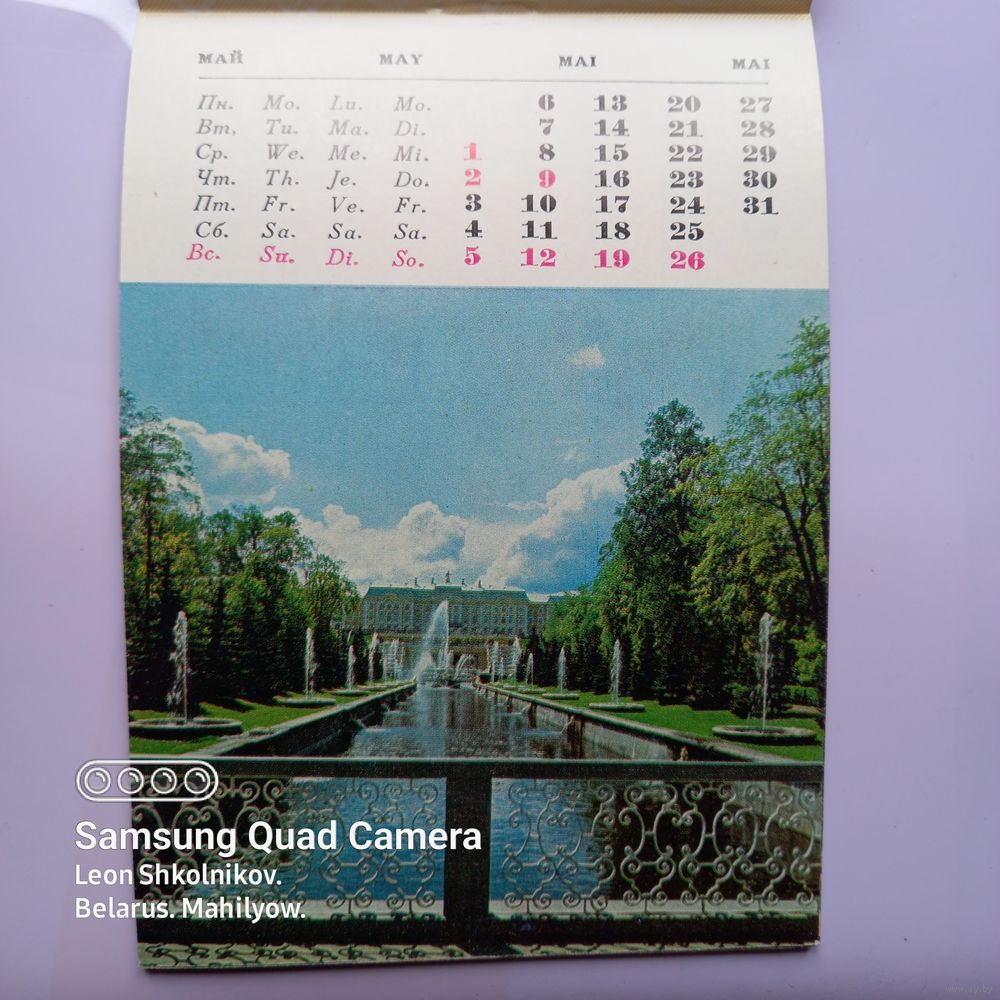 МАЙ MAY MAI MAI
Пн. Mo. Lu. Mo. 6 13 20 27
Вт, Tu. Ma. Di. 7 14 21 28
Ср. We. Me. Mi. 1 8 15 22 29
Чт. Th. Je. Do. 2 9 16 23 30
Пт. Fr. Ve. Fr. 3 10 17 24 31
Сб. Sa. Sa. Sa. 4 11 18 25
Вс. Su. Di. So. 5 12 19 26
Samsung Quad Camera
Leon Shkolnikov.
Belarus. Mahilyow.
www.ay.by